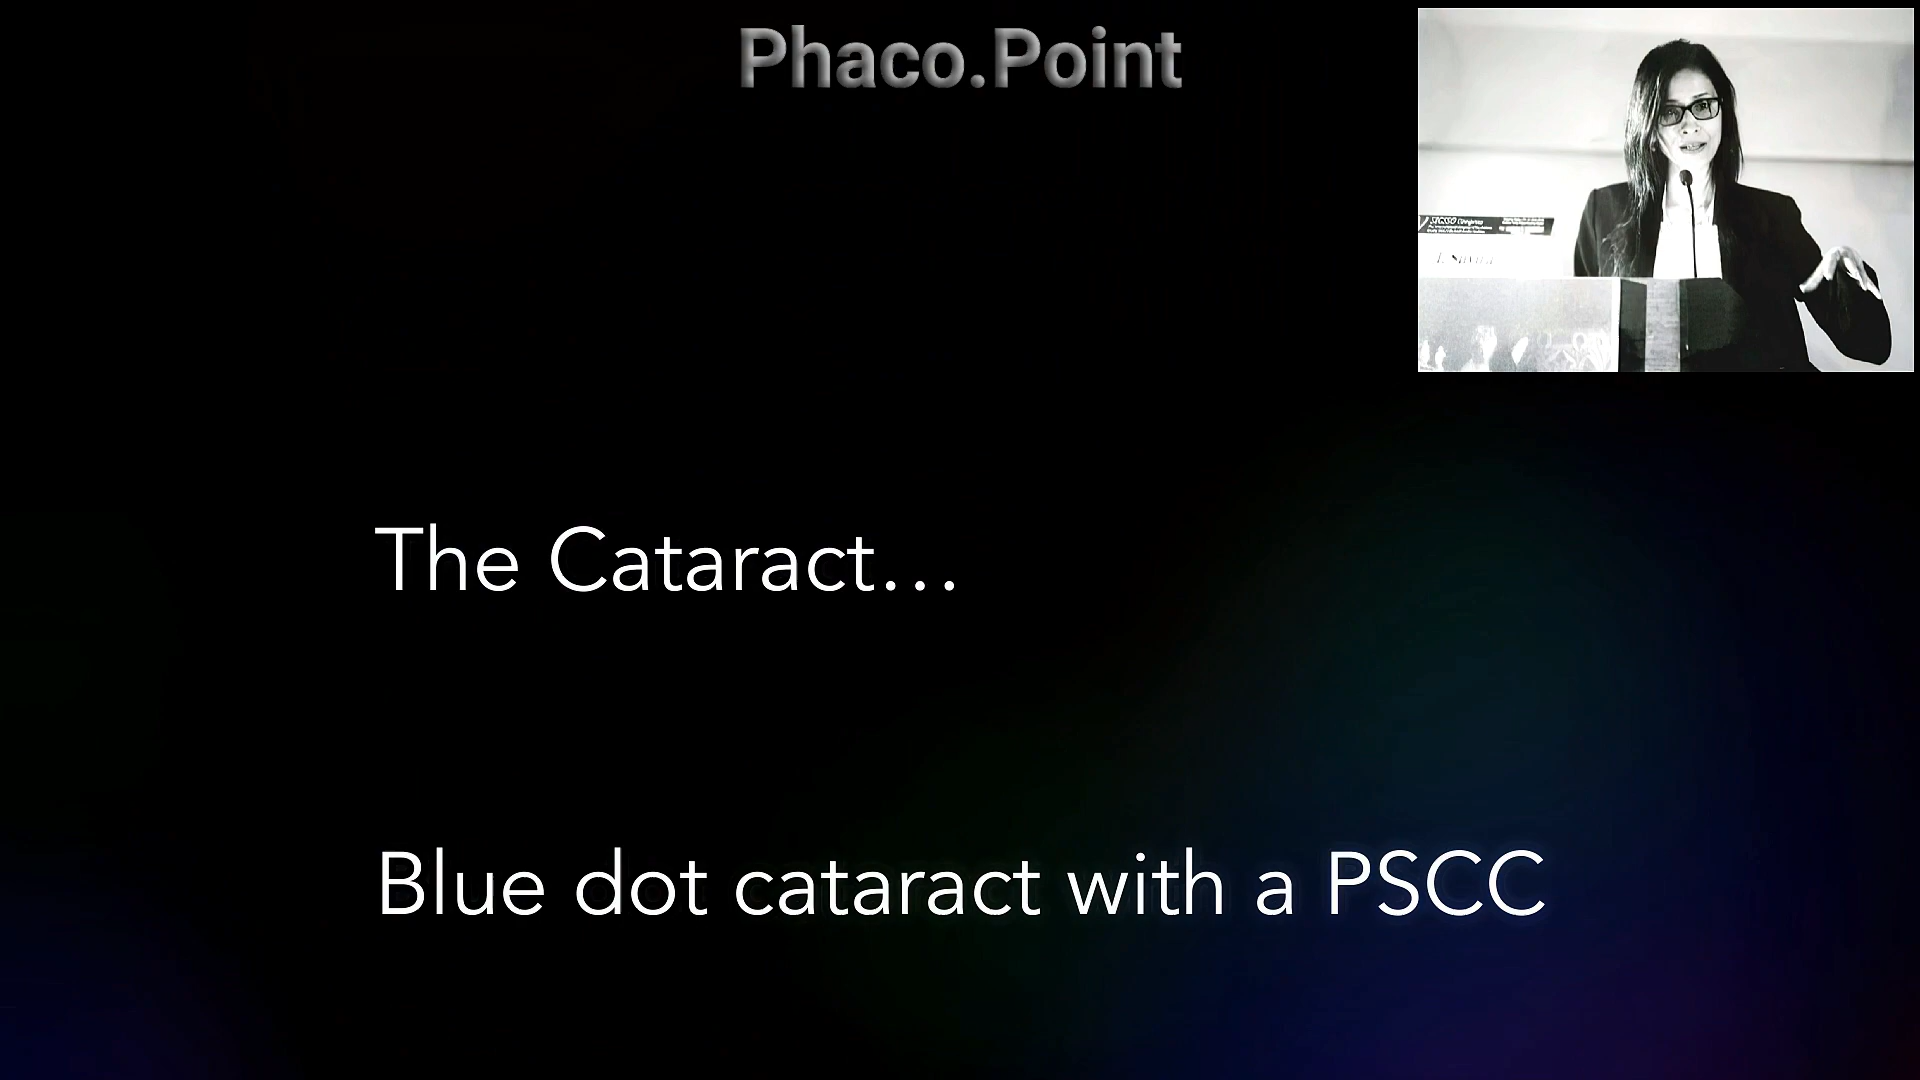 Phaco.Point
The Cataract…
Blue dot cataract with a PSCC